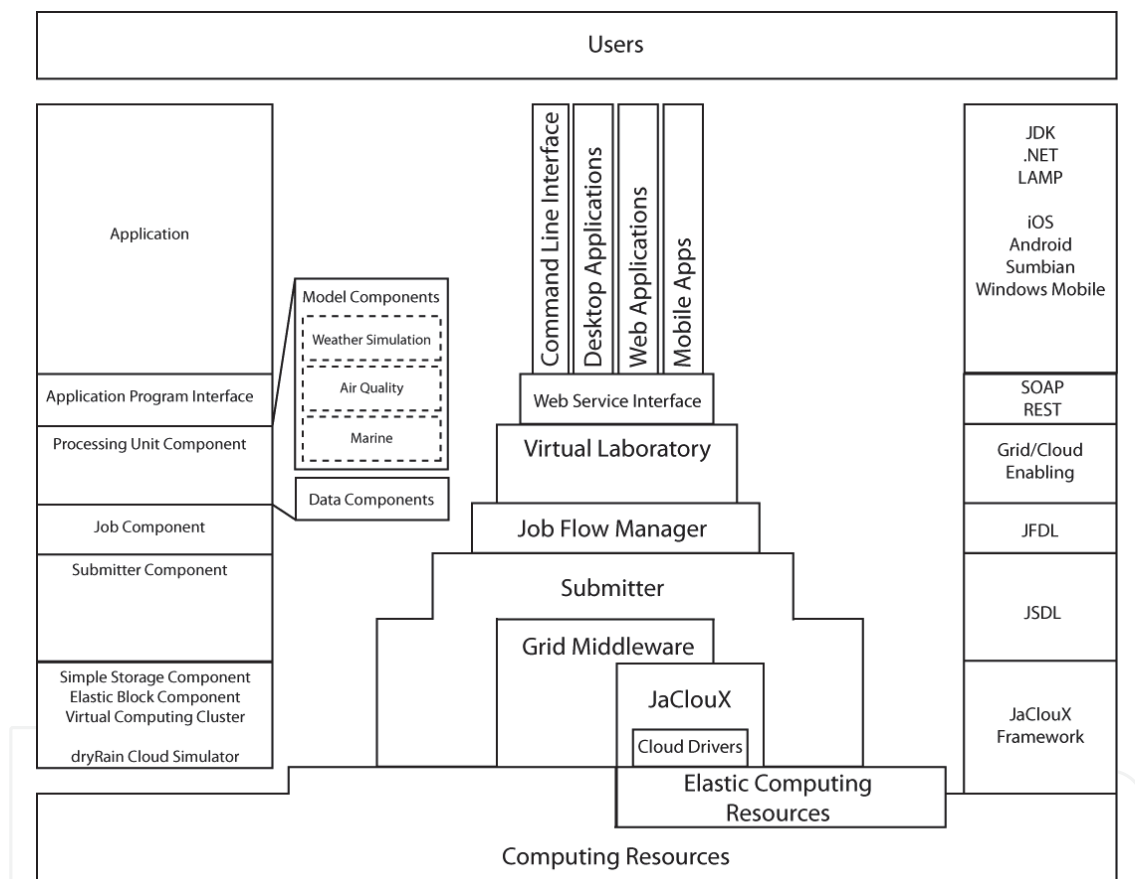 Users
Application
Application Program Interface
Processing Unit Component
Job Component
Submitter Component
Simple Storage Component
Elastic Block Component
Virtual Computing Cluster
dryRain Cloud Simulator
Model Components
Weather Simulation
Air Quality
Marine
Data Components
Command Line Interface
Desktop Applications
Web Applications
Mobile Apps
Web Service Interface
Virtual Laboratory
Job Flow Manager
Submitter
Grid Middleware
JaClouX
Cloud Drivers
Elastic Computing
Resources
Computing Resources
JDK
.NET
LAMP
iOS
Android
Sumbian
Windows Mobile
SOAP
REST
Grid/Cloud
Enabling
JFDL
JSDL
JaClouX
Framework